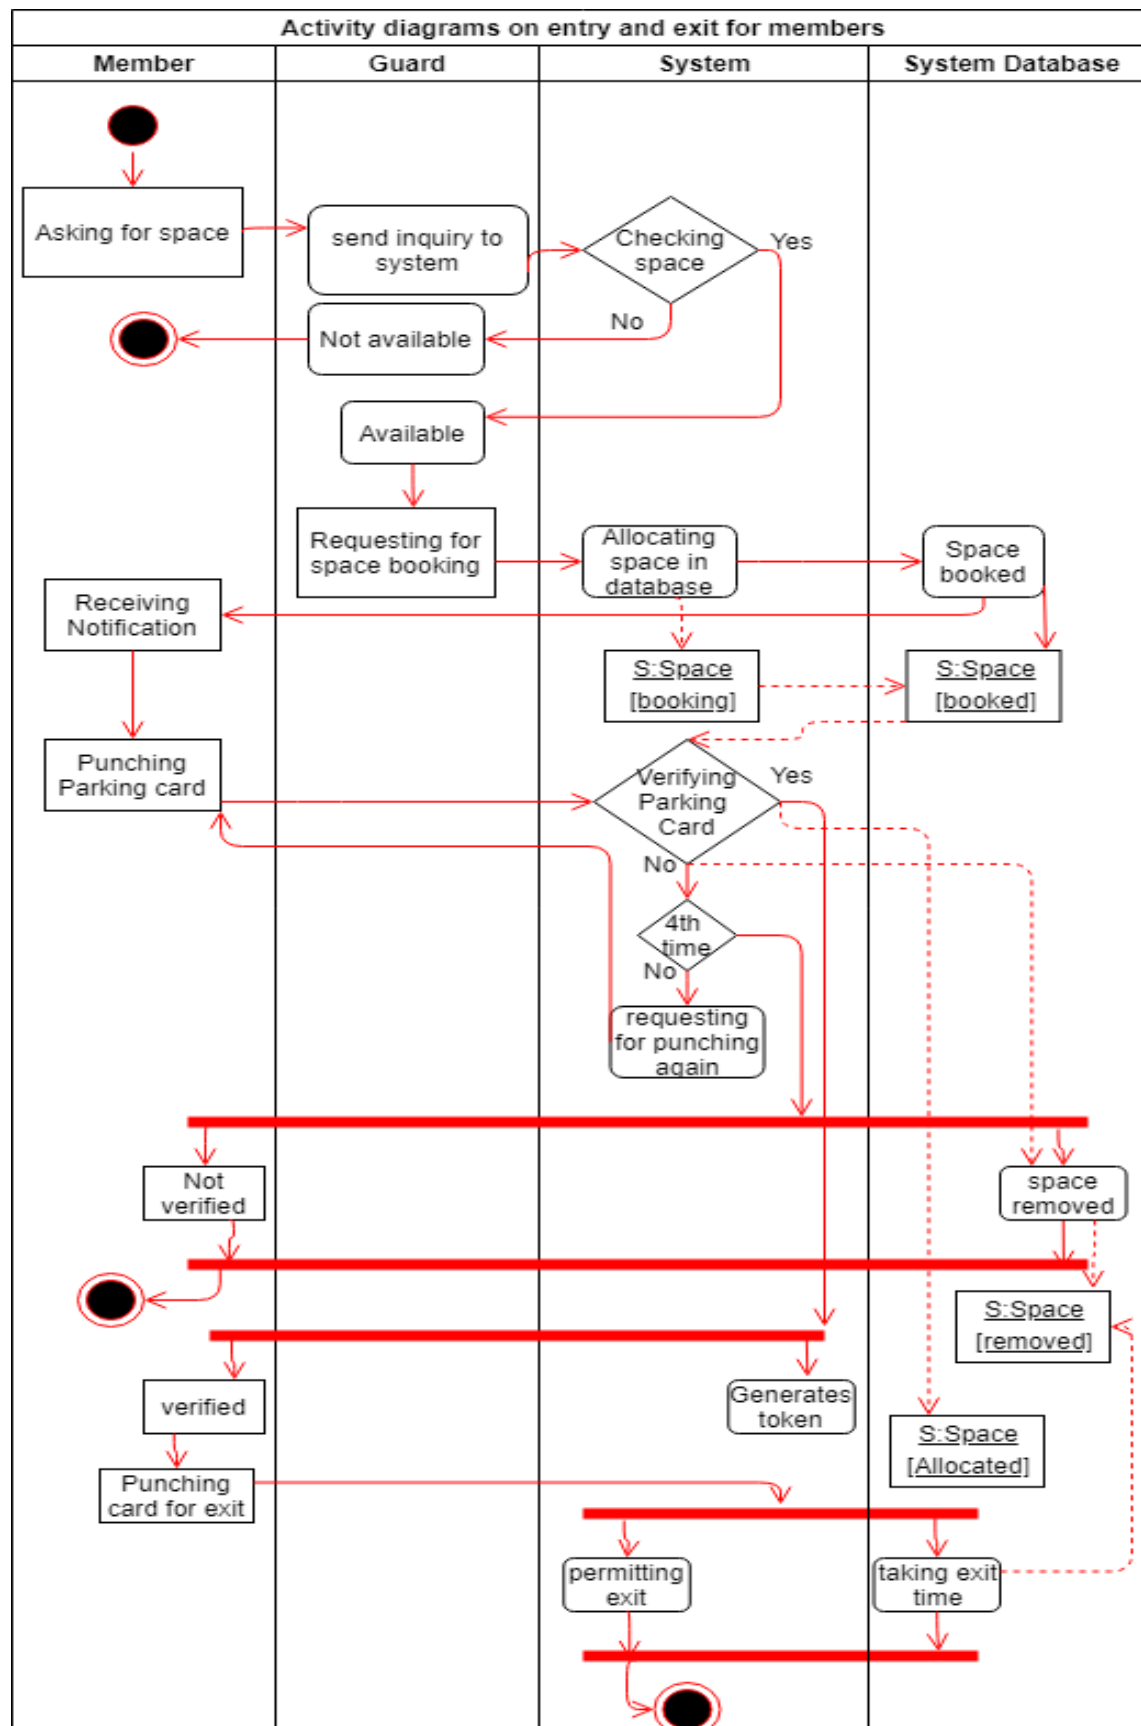 Activity diagrams on entry and exit for members
Member
Guard
System
System Database
Asking for space
send inquiry to
system
Checking
space
Yes
No
Not available
Available
Requesting for
space booking
Allocating
space in
database
Space
booked
Receiving
Notification
S:Space
[booking]
S:Space
[booked]
Punching
Parking card
Verifying
Parking
Card
Yes
No
4th
time
No
requesting
for punching
again
Not
verified
space
removed
S:Space
[removed]
verified
Generates
token
S:Space
[Allocated]
Punching
card for exit
permitting
exit
taking exit
time